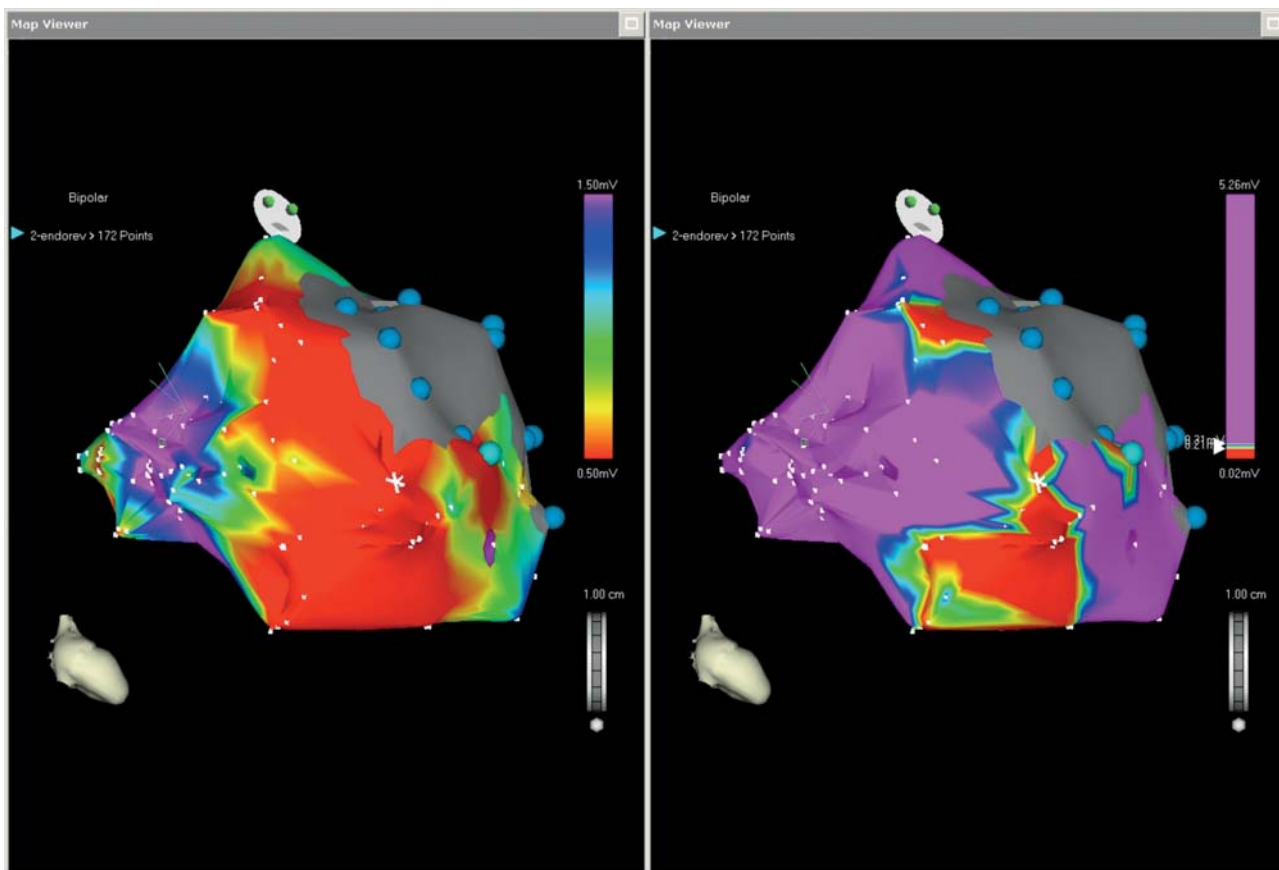 Map Viewer
Bipolar
2-endorev > 172 Points
1.50mV
0.50mV
1.00 cm
Map Viewer
Bipolar
2-endorev > 172 Points
5.26mV
0.02mV
1.00 cm